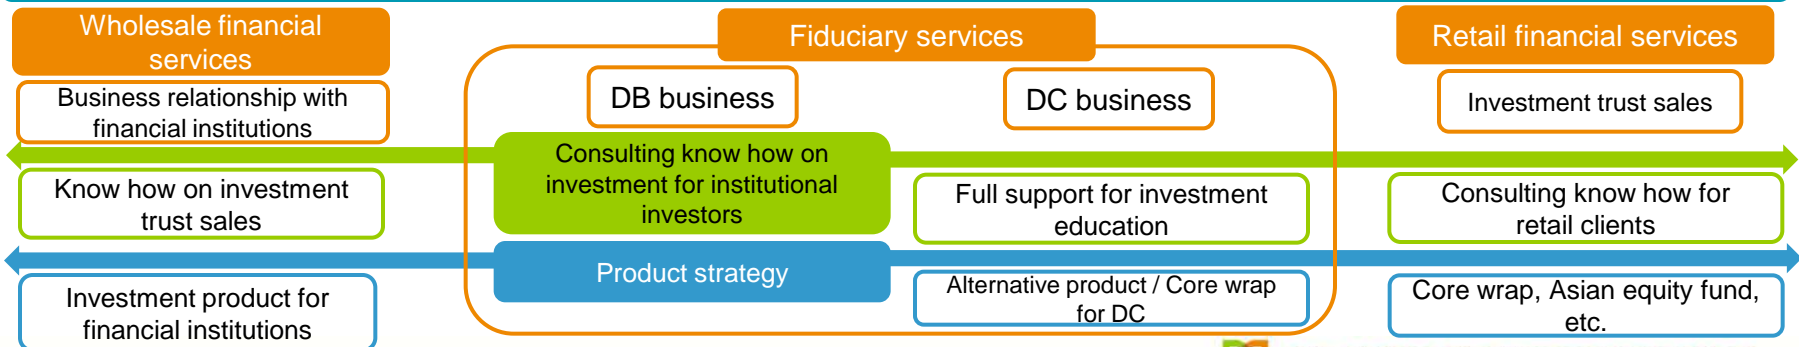 Wholesale financial
services
Fiduciary services
Retail financial services
Business relationship with
financial institutions
DB business
DC business
Investment trust sales
Consulting know how on
investment for institutional
investors
Know how on investment
trust sales
Full support for investment
education
Consulting know how for
retail clients
Product strategy
Investment product for
financial institutions
Alternative product / Core wrap
for DC
Core wrap, Asian equity fund,
etc.